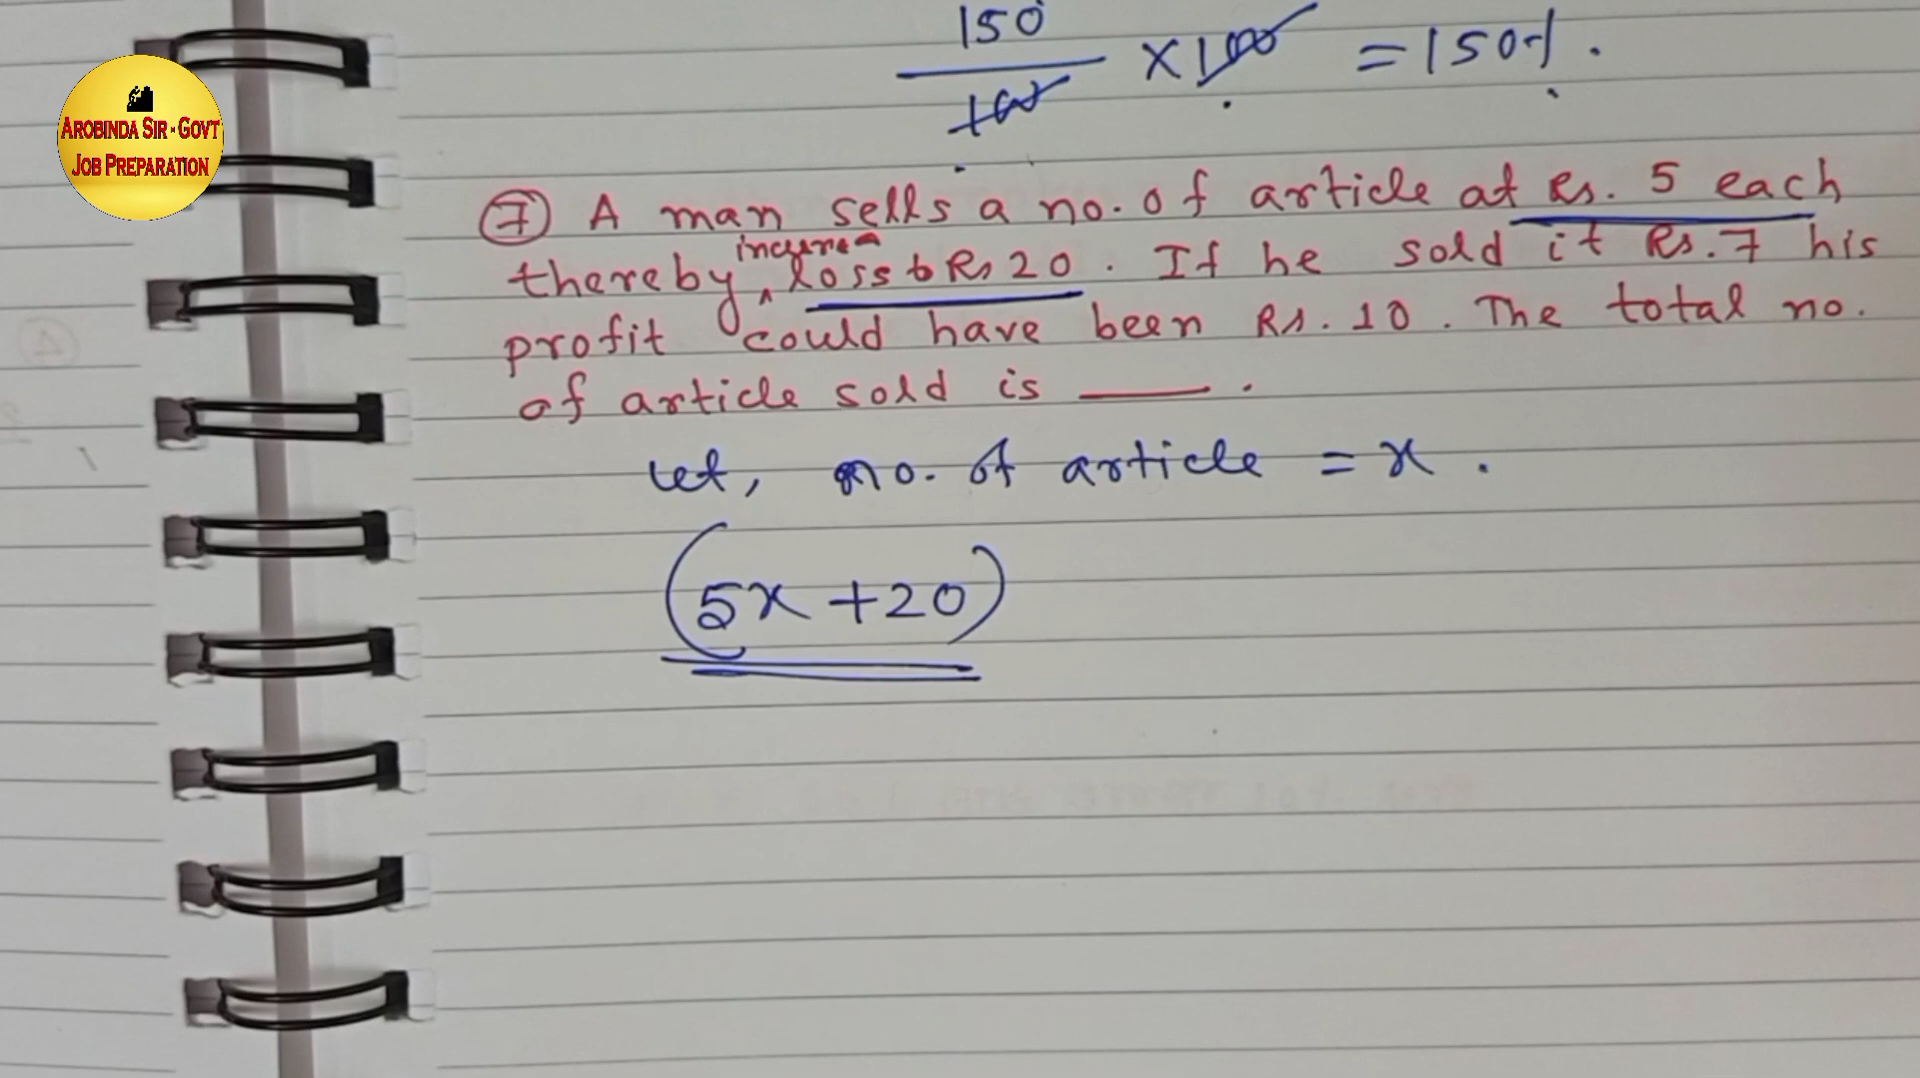 150
100 × 100 = 150%.
AROBINDA SIR - GOVT
JOB PREPARATION
⑦ A man sells a no. of article at Rs. 5 each
incurred
thereby ^ loss to Rs 20. If he sold it Rs. 7 his
profit could have been Rs. 10. The total no.
of article sold is ____.
Let, no. of article = x.
(5x + 20)